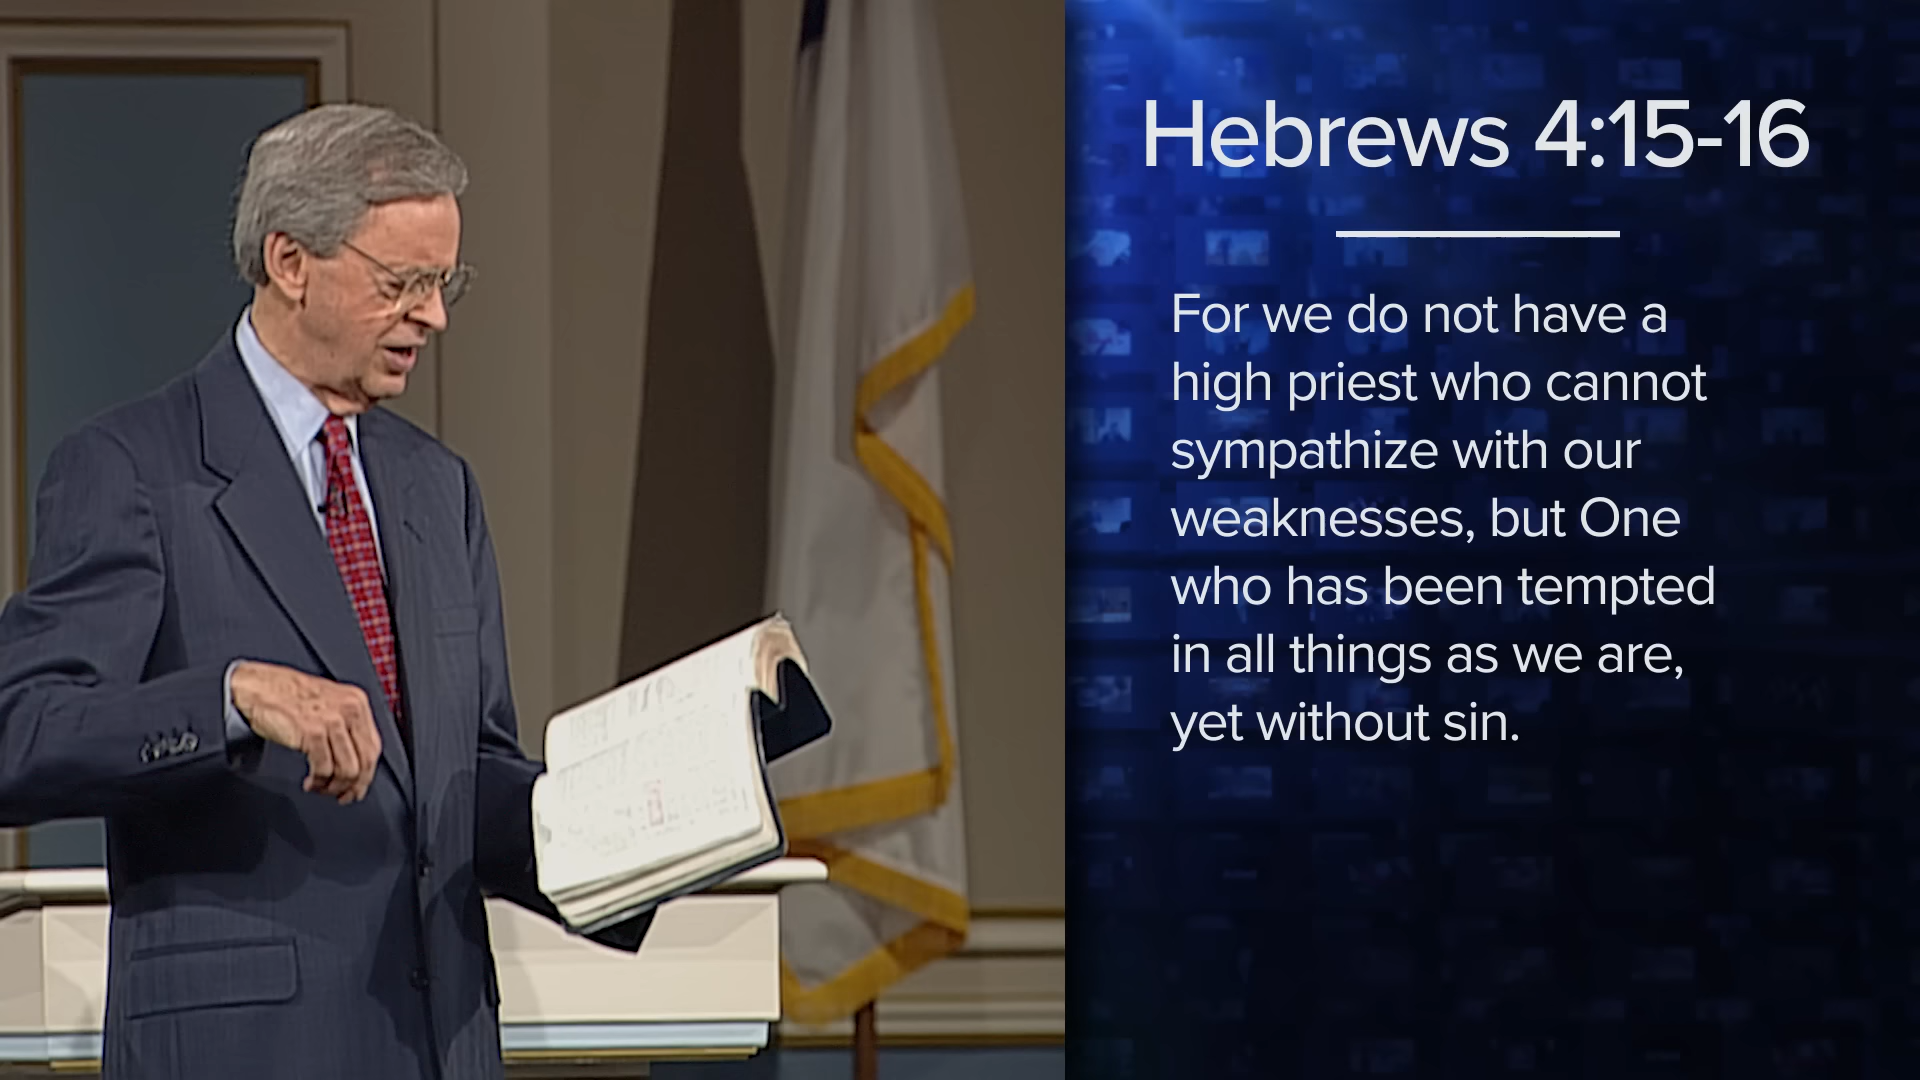 Hebrews 4:15-16
For we do not have a
high priest who cannot
sympathize with our
weaknesses, but One
who has been tempted
in all things as we are,
yet without sin.